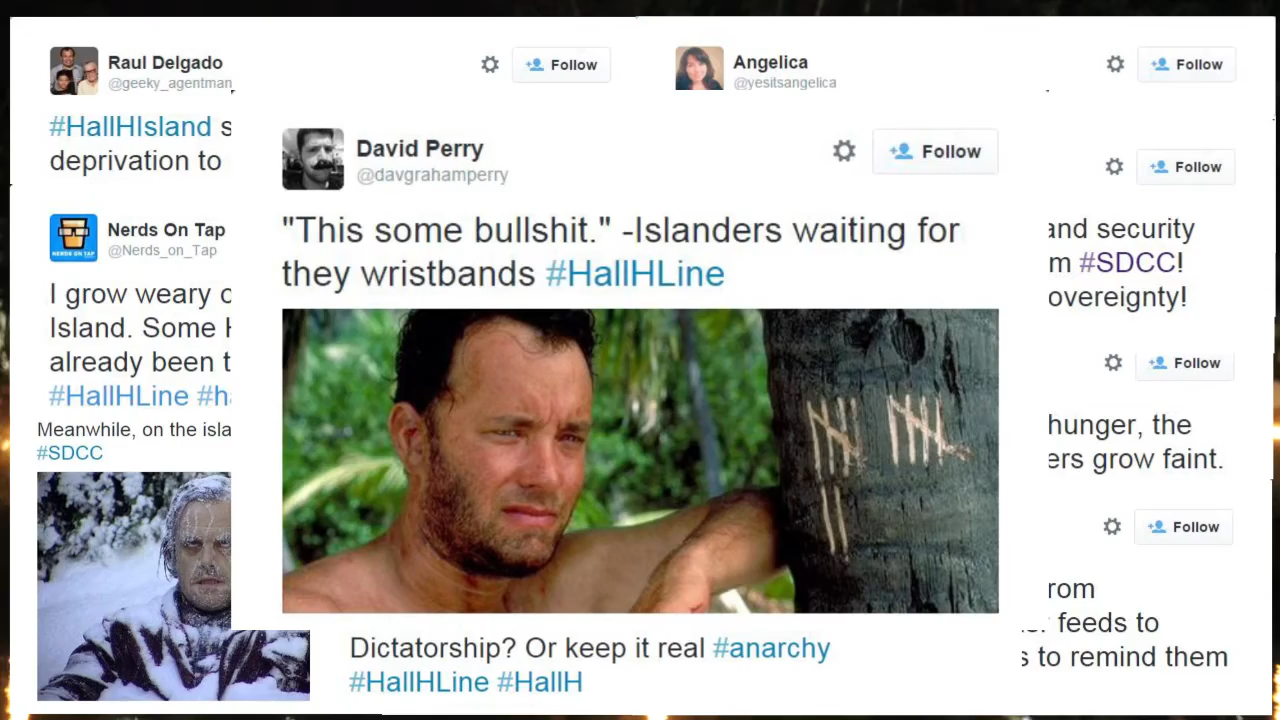 Raul Delgado
@geeky_agentman
Follow
#HallHIsland s
deprivation to
Nerds On Tap
@Nerds_on_Tap
I grow weary
Island. Some
already been t
#HallHLine #ha
Meanwhile, on the isla
#SDCC
Angelica
@yesitsangelica
Follow
David Perry
@davgrahamperry
Follow
"This some bullshit." -Islanders waiting for
they wristbands #HallHLine
Dictatorship? Or keep it real #anarchy
#HallHLine #HallH
Follow
and security
m #SDCC!
overeignty!
Follow
hunger, the
ers grow faint.
Follow
rom
feeds to
s to remind them